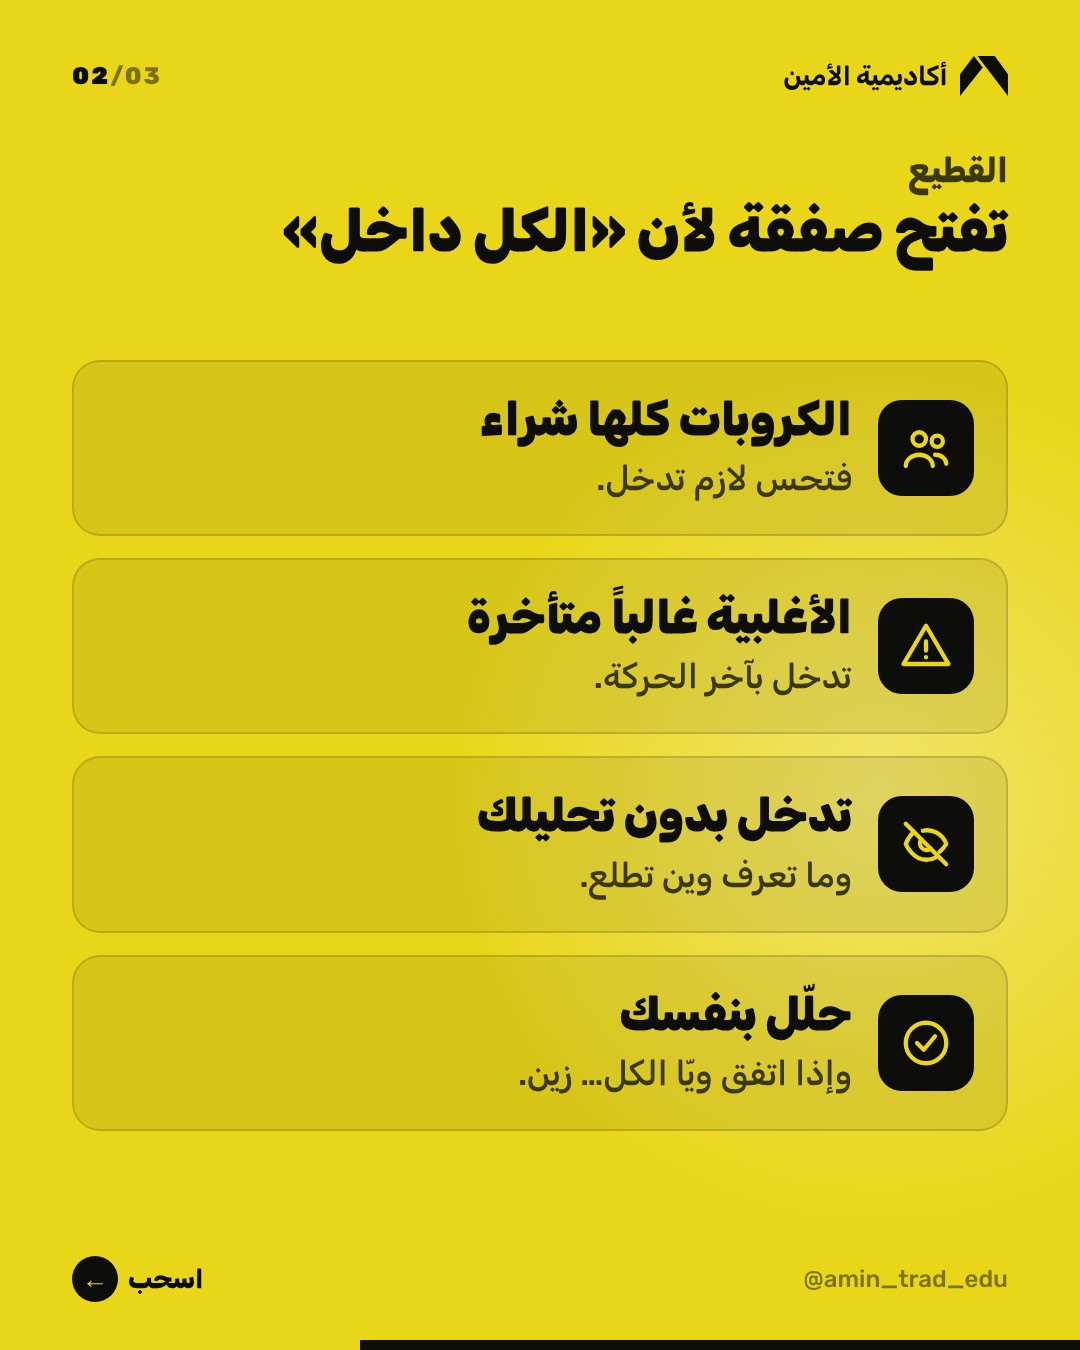 أكاديمية الأمين
02/03
القطيع
تفتح صفقة لأن «الكل داخل»
الكروبات كلها شراء
فتحس لازم تدخل.
الأغلبية غالباً متأخرة
تدخل بآخر الحركة.
تدخل بدون تحليلك
وما تعرف وين تطلع.
حلّل بنفسك
وإذا اتفق ويّا الكل... زين.
@amin_trad_edu
اسحب ←